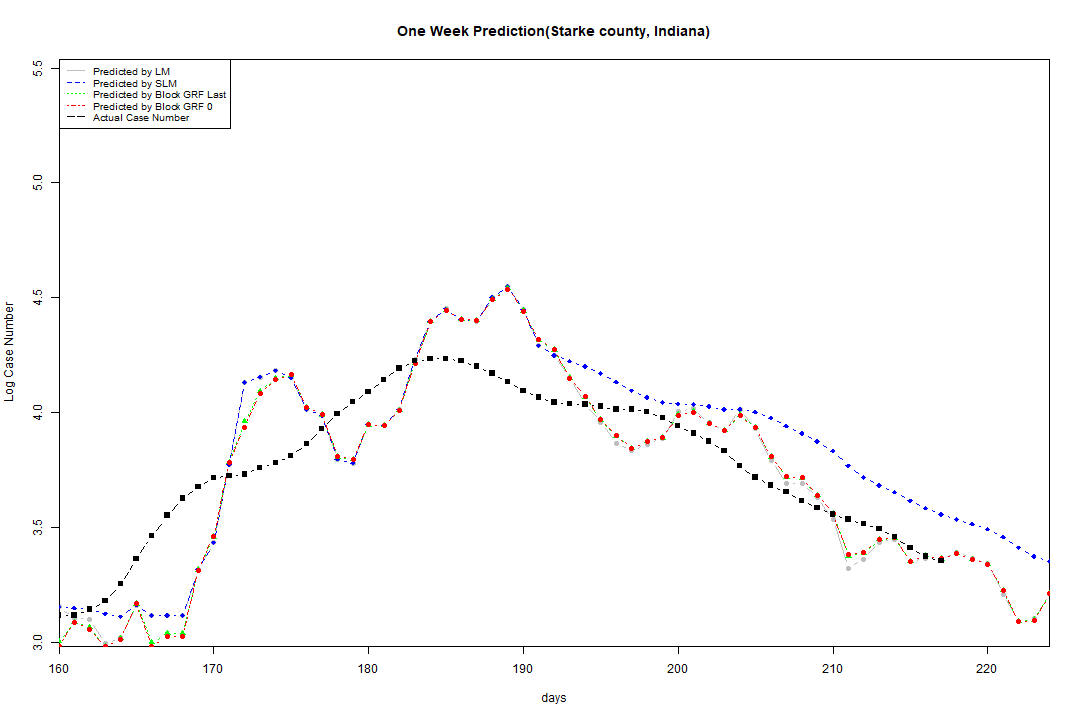 One Week Prediction(Starke county, Indiana)
Predicted by LM
Predicted by SLM
Predicted by Block GRF Last
Predicted by Block GRF 0
Actual Case Number
5.5
5.0
4.5
4.0
3.5
3.0
Log Case Number
160 170 180 190 200 210 220
days